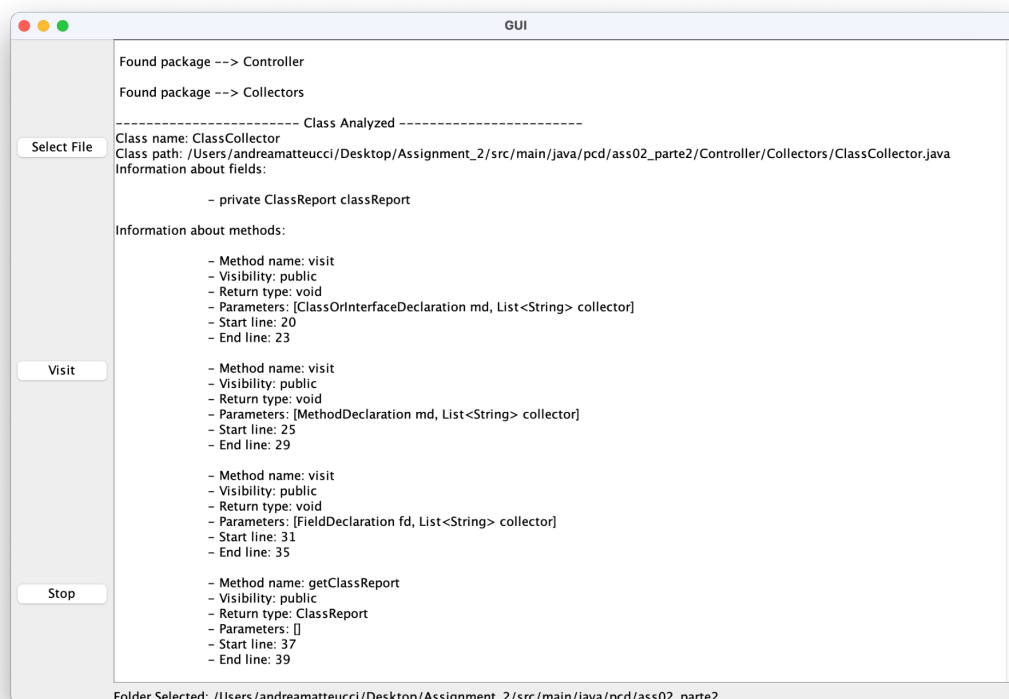 GUI
Found package --> Controller
Found package --> Collectors
------------------------ Class Analyzed ------------------------
Class name: ClassCollector
Class path: /Users/andreamatteucci/Desktop/Assignment_2/src/main/java/pcd/ass02_parte2/Controller/Collectors/ClassCollector.java
Information about fields:
- private ClassReport classReport
Information about methods:
- Method name: visit
- Visibility: public
- Return type: void
- Parameters: [ClassOrInterfaceDeclaration md, List<String> collector]
- Start line: 20
- End line: 23
- Method name: visit
- Visibility: public
- Return type: void
- Parameters: [MethodDeclaration md, List<String> collector]
- Start line: 25
- End line: 29
- Method name: visit
- Visibility: public
- Return type: void
- Parameters: [FieldDeclaration fd, List<String> collector]
- Start line: 31
- End line: 35
- Method name: getClassReport
- Visibility: public
- Return type: ClassReport
- Parameters: []
- Start line: 37
- End line: 39
Select File
Visit
Stop
Folder Selected: /Users/andreamatteucci/Desktop/Assignment_2/src/main/java/pcd/ass02_parte2